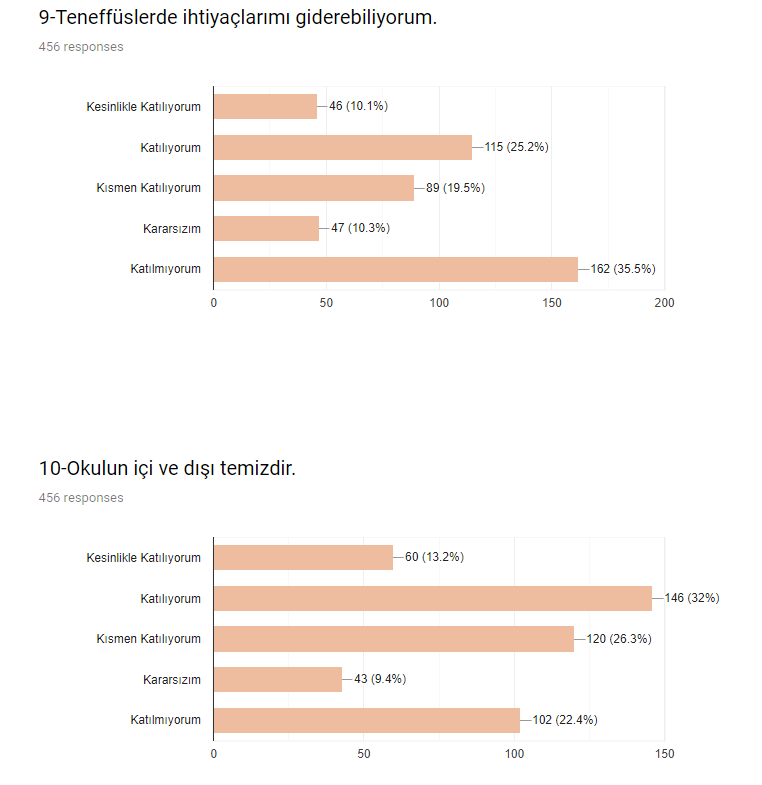 9-Teneffüslerde ihtiyaçlarımı giderebiliyorum.
456 responses
Kesinlikle Katılıyorum 46 (10.1%)
Katılıyorum 115 (25.2%)
Kısmen Katılıyorum 89 (19.5%)
Kararsızım 47 (10.3%)
Katılmıyorum 162 (35.5%)
0 50 100 150 200
10-Okulun içi ve dışı temizdir.
456 responses
Kesinlikle Katılıyorum 60 (13.2%)
Katılıyorum 146 (32%)
Kısmen Katılıyorum 120 (26.3%)
Kararsızım 43 (9.4%)
Katılmıyorum 102 (22.4%)
0 50 100 150